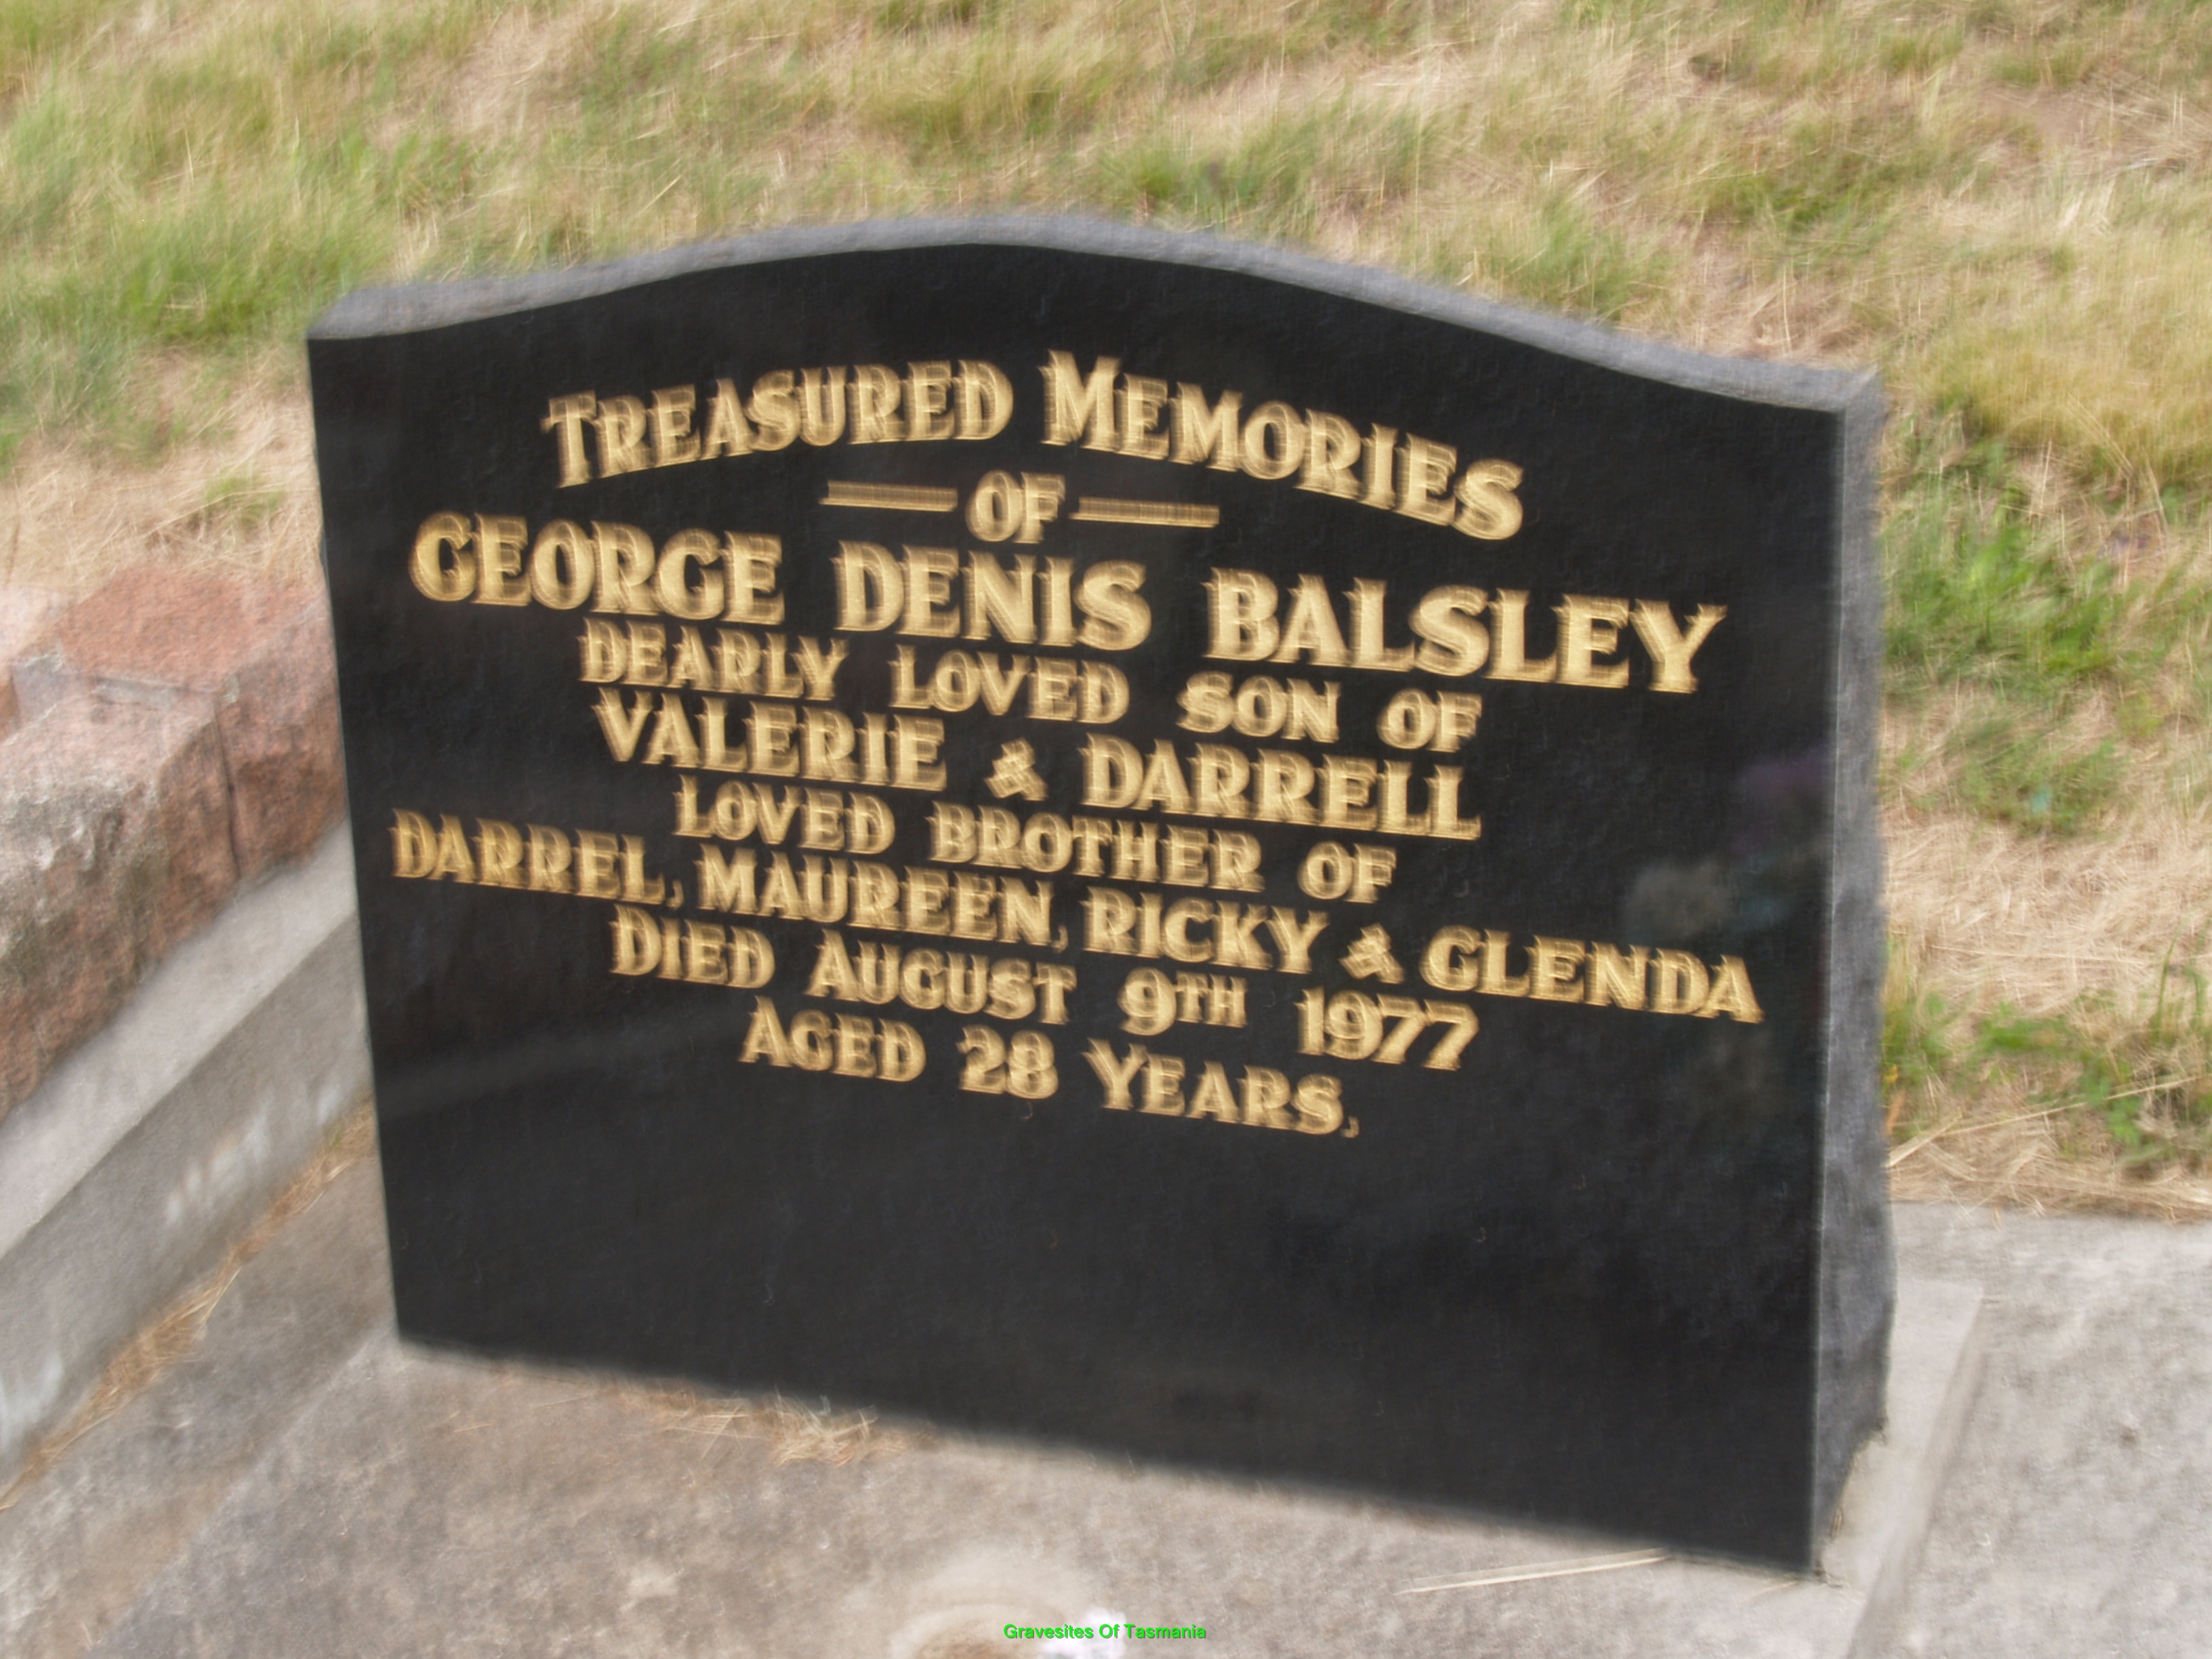 TREASURED MEMORIES
OF
GEORGE DENIS BALSLEY
DEARLY LOVED SON OF
VALERIE & DARRELL
LOVED BROTHER OF
DARREL, MAUREEN, RICKY & GLENDA
DIED AUGUST 9TH 1977
AGED 28 YEARS,
Gravesites Of Tasmania